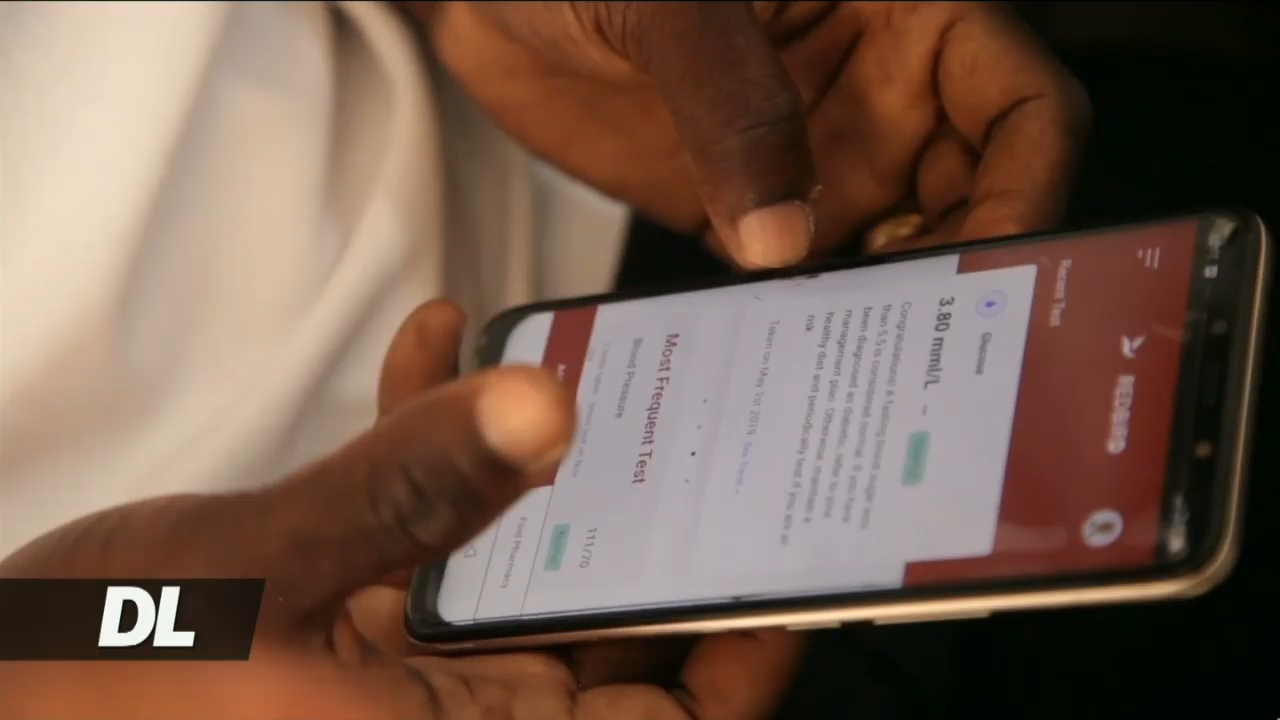 REDBIRD
Recent Test
Glucose
3.80 mml/L –
Congratulations! A fasting blood sugar less
than 5.5 is considered normal. If you have
been diagnosed as diabetic, refer to your
management plan. Otherwise, maintain a
healthy diet and periodically test if you are at
risk.
Taken on May 1st 2019.
Most Frequent Test
Blood Pressure
111/70
Find Pharmacy
DL